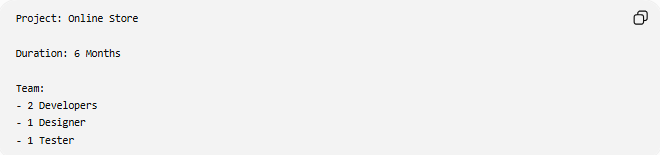 Project: Online Store
Duration: 6 Months
Team:
- 2 Developers
- 1 Designer
- 1 Tester